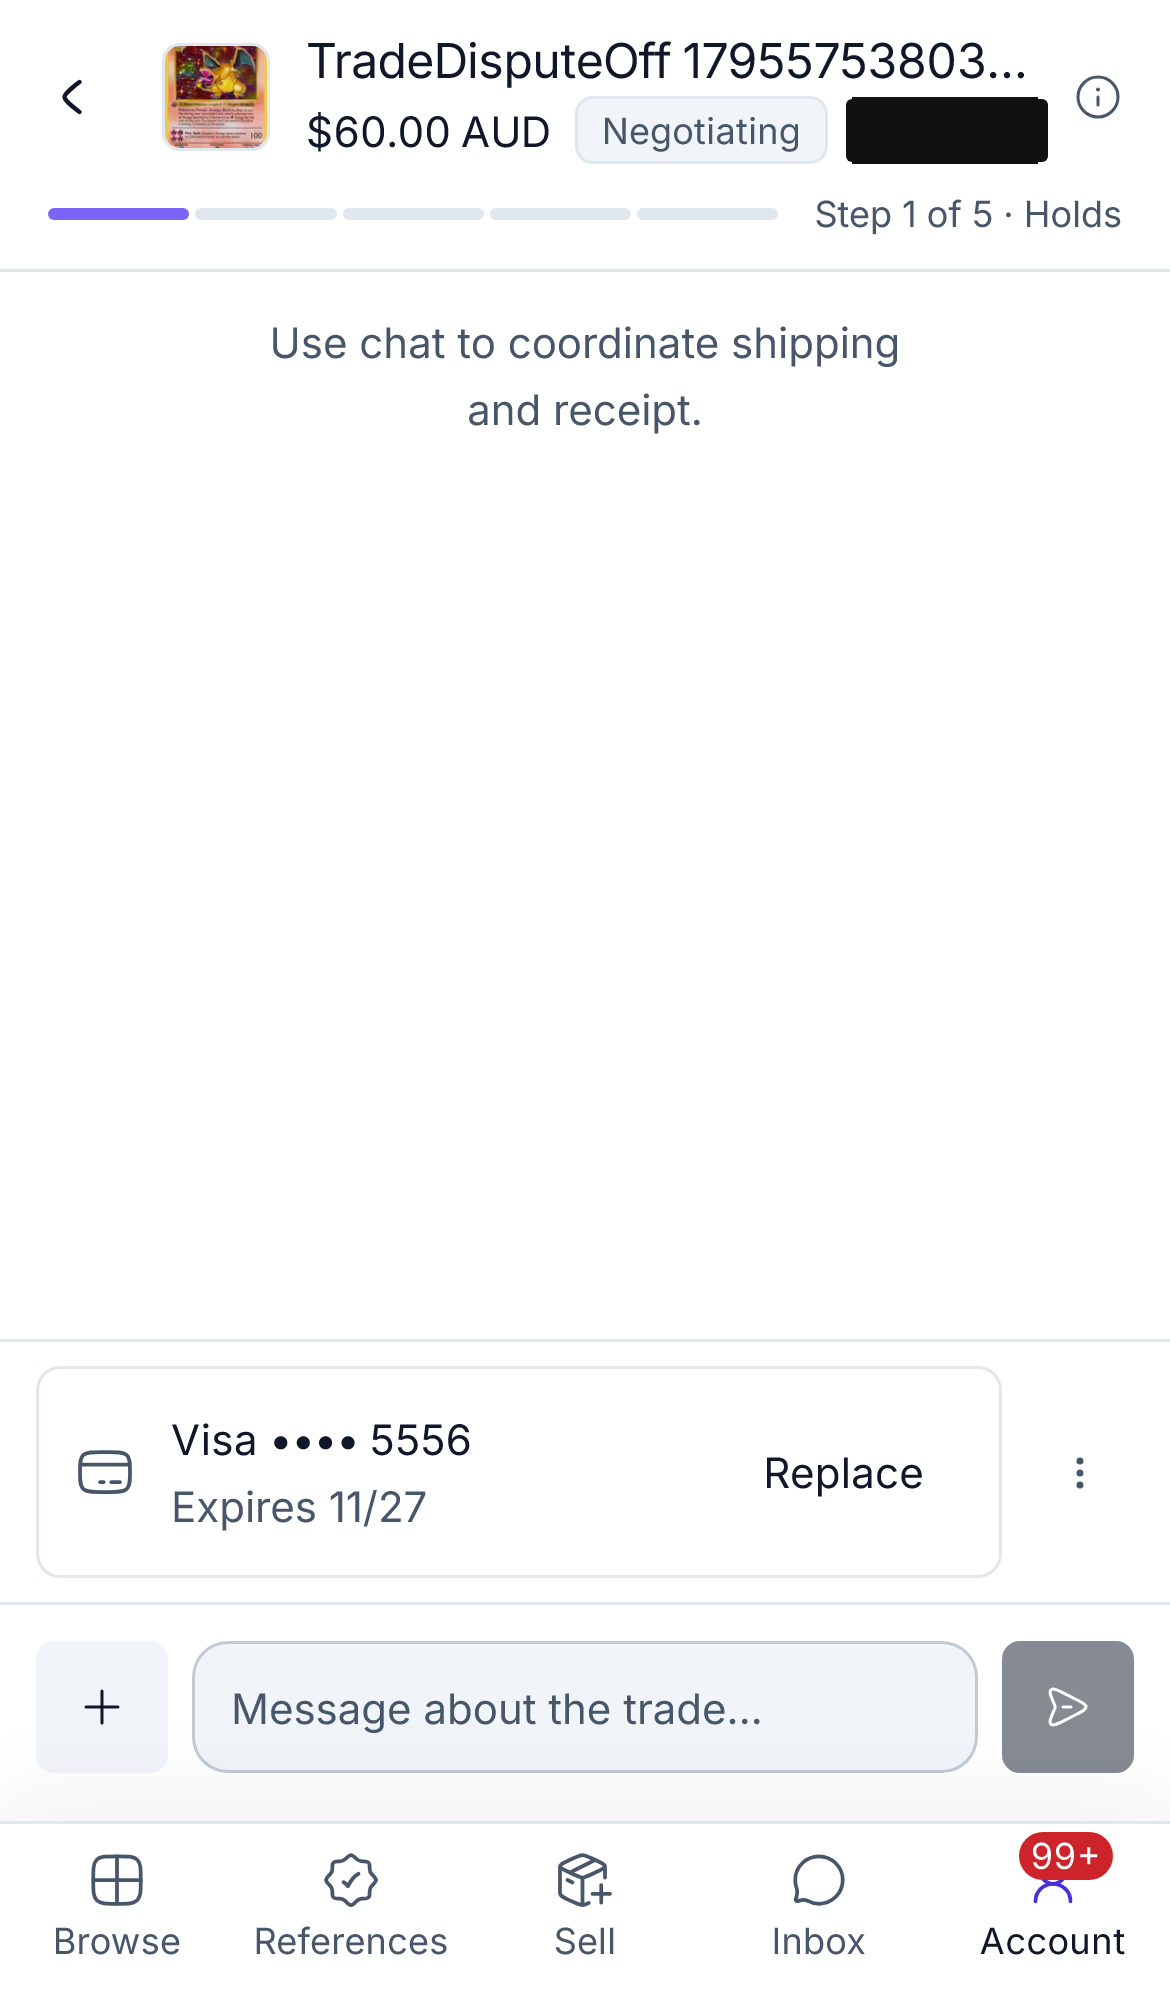 TradeDisputeOff 17955753803...
$60.00 AUD Negotiating
Step 1 of 5 · Holds
Use chat to coordinate shipping
and receipt.
Visa •••• 5556
Expires 11/27
Replace
Message about the trade...
99+
Browse References Sell Inbox Account